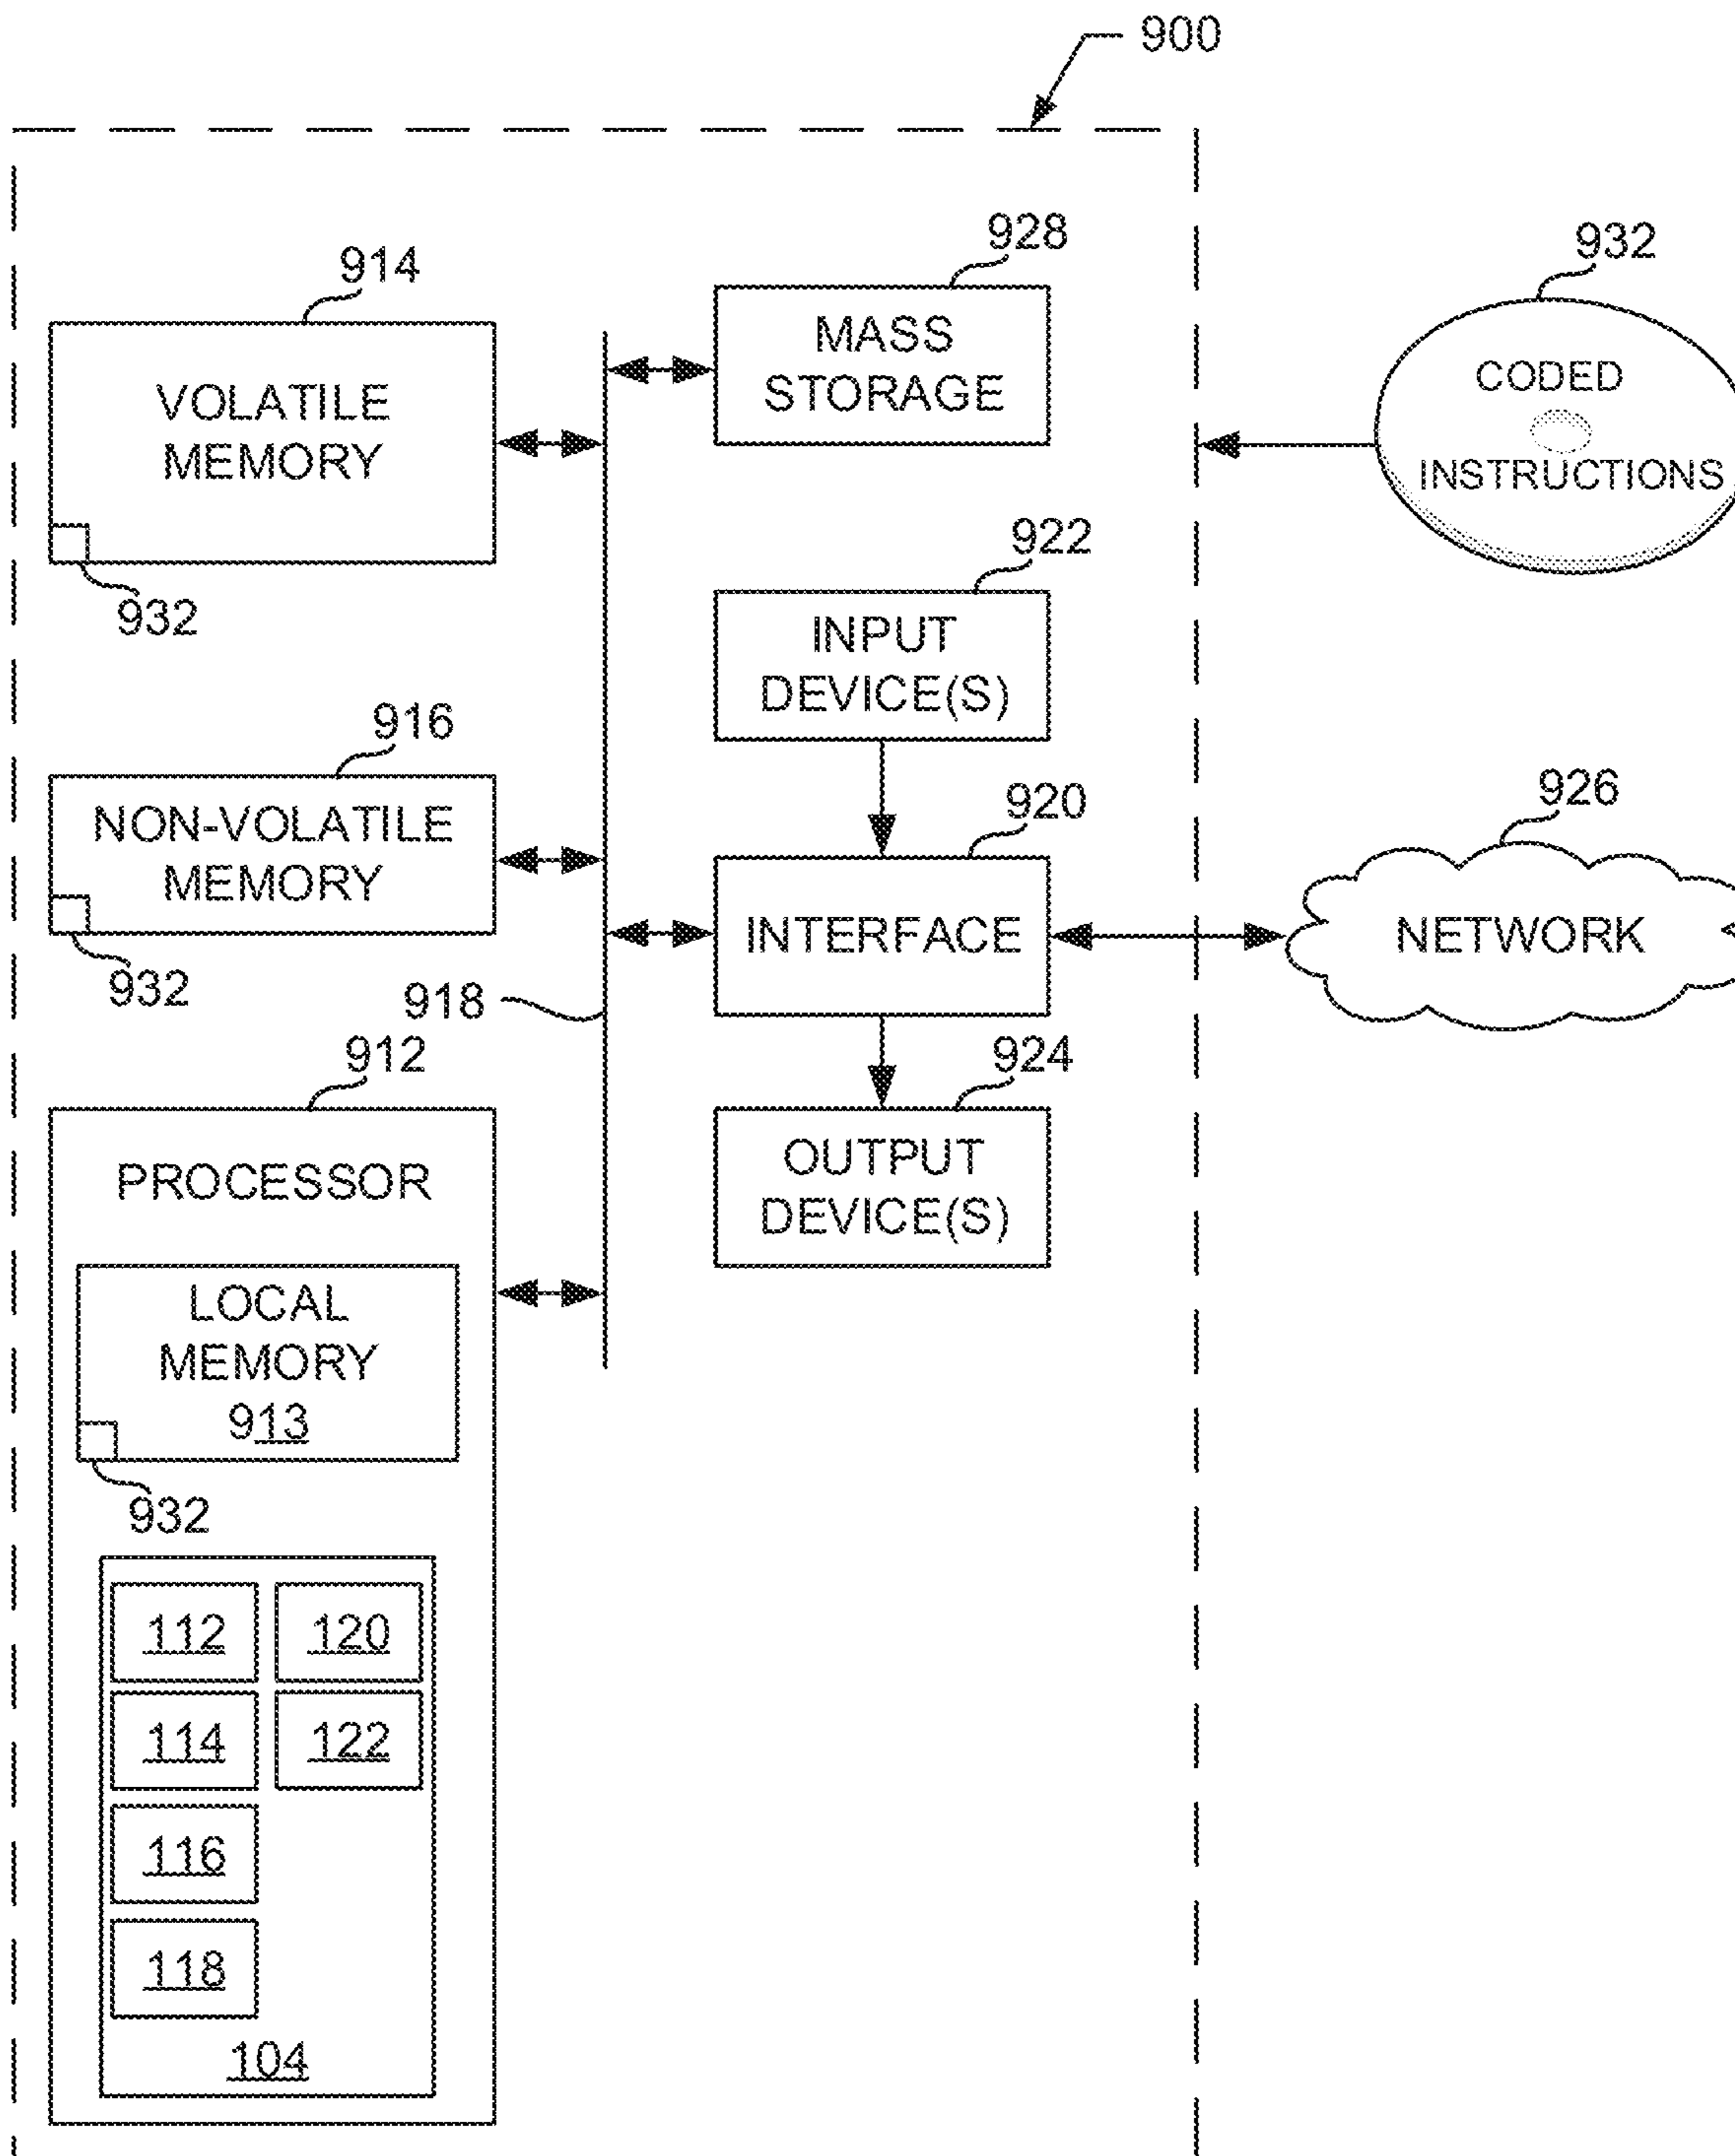 900
928
932
914
MASS
STORAGE
CODED
INSTRUCTIONS
VOLATILE
MEMORY
922
932
INPUT
DEVICE(S)
916
926
920
NON-VOLATILE
MEMORY
INTERFACE
NETWORK
932
918
912
924
PROCESSOR
OUTPUT
DEVICE(S)
LOCAL
MEMORY
913
932
112 120
114 122
116
118
104